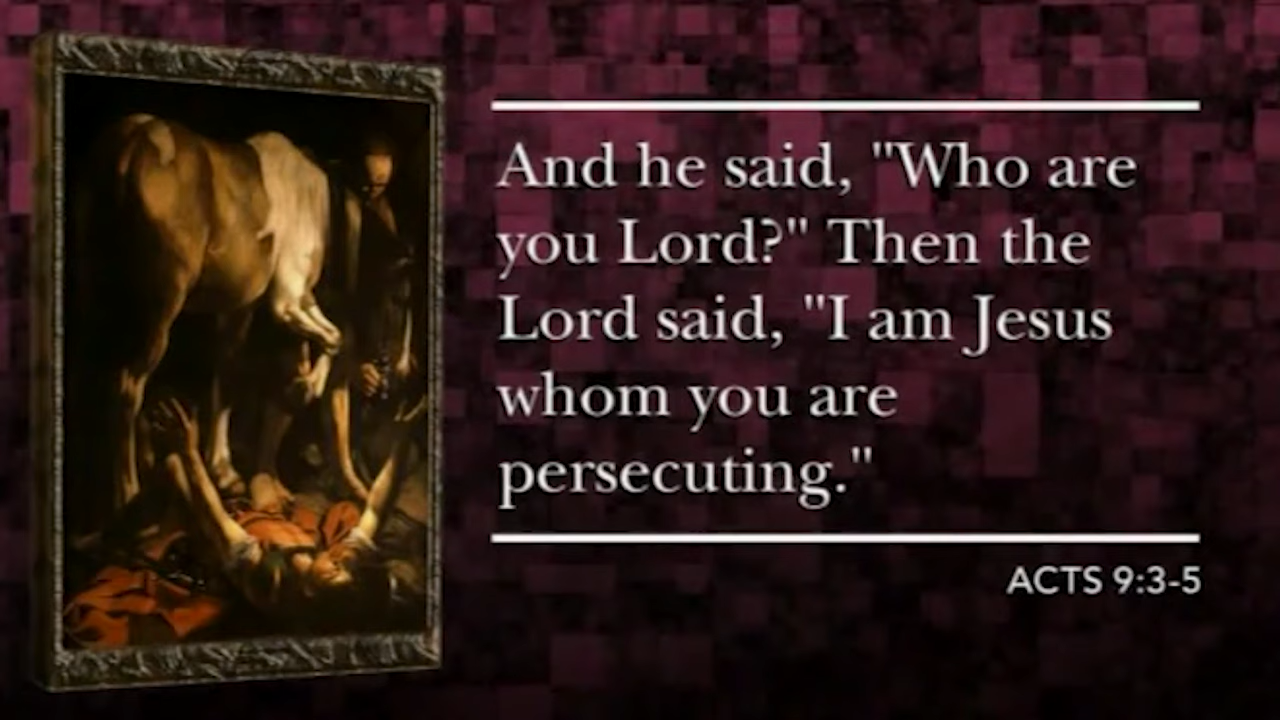 And he said, "Who are
you Lord?" Then the
Lord said, "I am Jesus
whom you are
persecuting."
ACTS 9:3-5